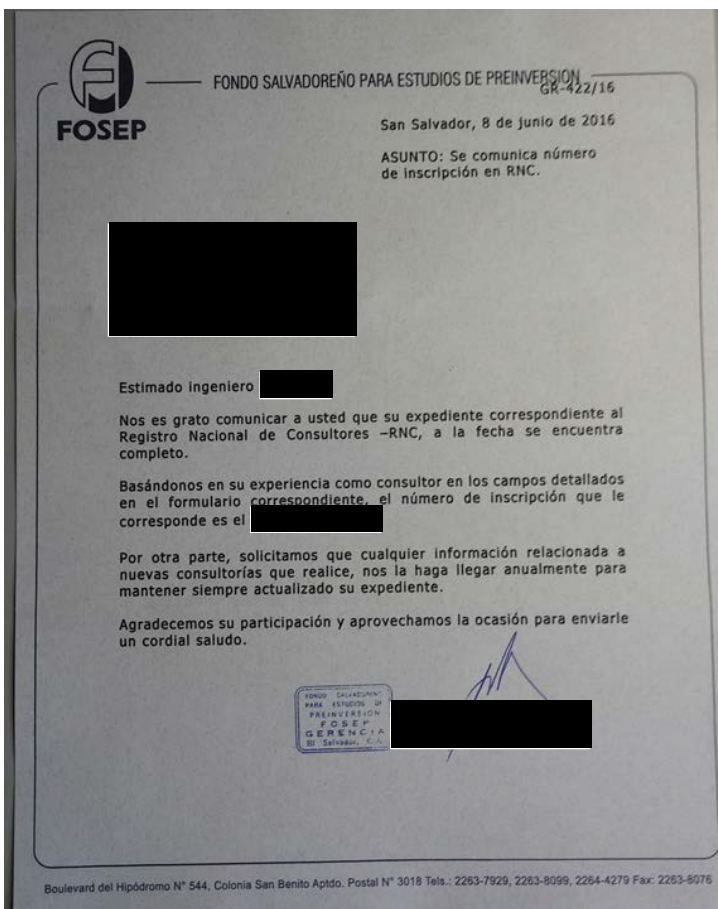 FONDO SALVADOREÑO PARA ESTUDIOS DE PREINVERSION
GR-422/16
FOSEP
San Salvador, 8 de junio de 2016
ASUNTO: Se comunica número
de inscripción en RNC.
Estimado ingeniero
Nos es grato comunicar a usted que su expediente correspondiente al
Registro Nacional de Consultores –RNC, a la fecha se encuentra
completo.
Basándonos en su experiencia como consultor en los campos detallados
en el formulario correspondiente, el número de inscripción que le
corresponde es el
Por otra parte, solicitamos que cualquier información relacionada a
nuevas consultorías que realice, nos la haga llegar anualmente para
mantener siempre actualizado su expediente.
Agradecemos su participación y aprovechamos la ocasión para enviarle
un cordial saludo.
FONDO SALVADOREÑO
PARA ESTUDIOS DE
PREINVERSION
FOSEP
GERENCIA
El Salvador, C. A.
Boulevard del Hipódromo N° 544, Colonia San Benito Aptdo. Postal N° 3018 Tels.: 2263-7929, 2263-8099, 2264-4279 Fax: 2263-8076